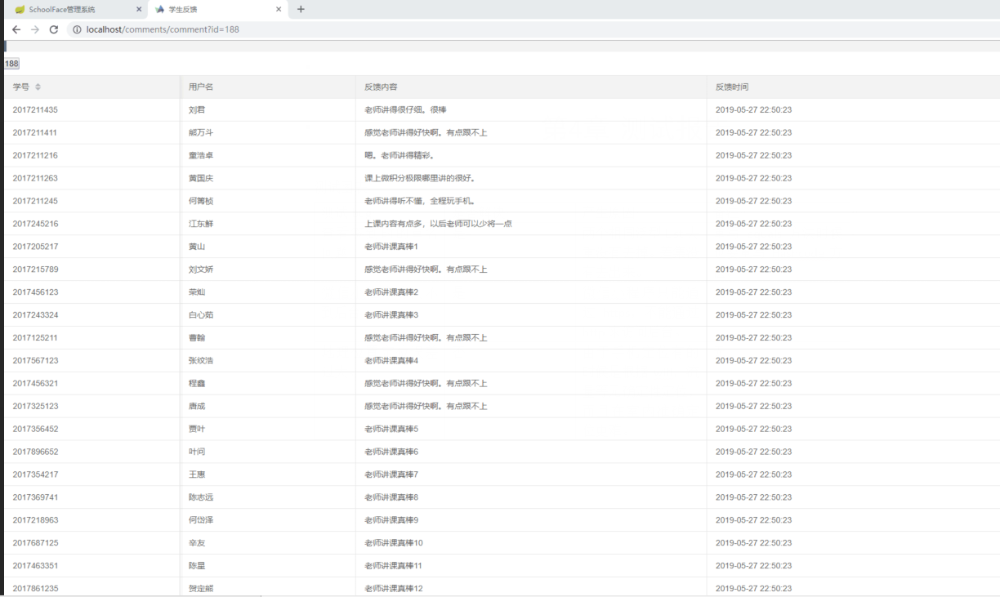 SchoolFace管理系统
学生反馈
localhost/comments/comment?id=188
188
学号 用户名 反馈内容 反馈时间
2017211435 刘君 老师讲得很仔细。很棒 2019-05-27 22:50:23
2017211411 熊万斗 感觉老师讲得好快啊。有点跟不上 2019-05-27 22:50:23
2017211216 童浩卓 嗯。老师讲得精彩。 2019-05-27 22:50:23
2017211263 黄国庆 课上微积分极限哪里讲的很好。 2019-05-27 22:50:23
2017211245 何箐桢 老师讲得听不懂，全程玩手机。 2019-05-27 22:50:23
2017245216 江东鲜 上课内容有点多，以后老师可以少将一点 2019-05-27 22:50:23
2017205217 黄山 老师讲课真棒1 2019-05-27 22:50:23
2017215789 刘文娇 感觉老师讲得好快啊。有点跟不上 2019-05-27 22:50:23
2017456123 荣灿 老师讲课真棒2 2019-05-27 22:50:23
2017243324 白心茹 老师讲课真棒3 2019-05-27 22:50:23
2017125211 曹翰 感觉老师讲得好快啊。有点跟不上 2019-05-27 22:50:23
2017567123 张纹浩 老师讲课真棒4 2019-05-27 22:50:23
2017456321 程鑫 感觉老师讲得好快啊。有点跟不上 2019-05-27 22:50:23
2017325123 唐成 感觉老师讲得好快啊。有点跟不上 2019-05-27 22:50:23
2017356452 贾叶 老师讲课真棒5 2019-05-27 22:50:23
2017896652 叶问 老师讲课真棒6 2019-05-27 22:50:23
2017354217 王惠 老师讲课真棒7 2019-05-27 22:50:23
2017369741 陈志远 老师讲课真棒8 2019-05-27 22:50:23
2017218963 何岱泽 老师讲课真棒9 2019-05-27 22:50:23
2017687125 辛友 老师讲课真棒10 2019-05-27 22:50:23
2017463351 陈星 老师讲课真棒11 2019-05-27 22:50:23
2017861235 贺定熊 老师讲课真棒12 2019-05-27 22:50:23